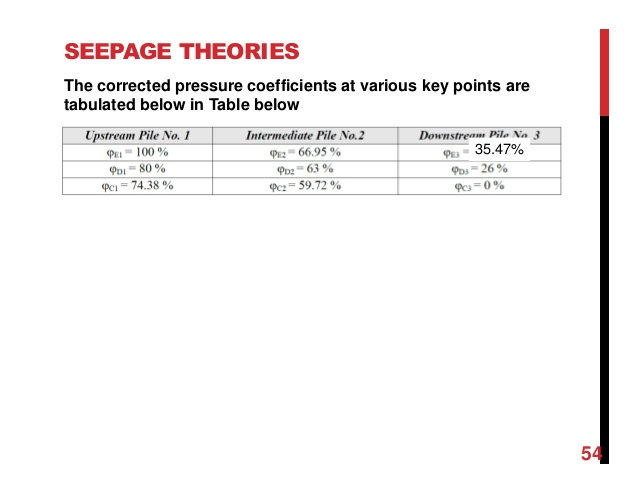 SEEPAGE THEORIES
The corrected pressure coefficients at various key points are
tabulated below in Table below
Upstream Pile No. 1 Intermediate Pile No.2 Downstream Pile No. 3
φE1 = 100 % φE2 = 66.95 % φE3 = 35.47%
φD1 = 80 % φD2 = 63 % φD3 = 26 %
φC1 = 74.38 % φC2 = 59.72 % φC3 = 0 %
54